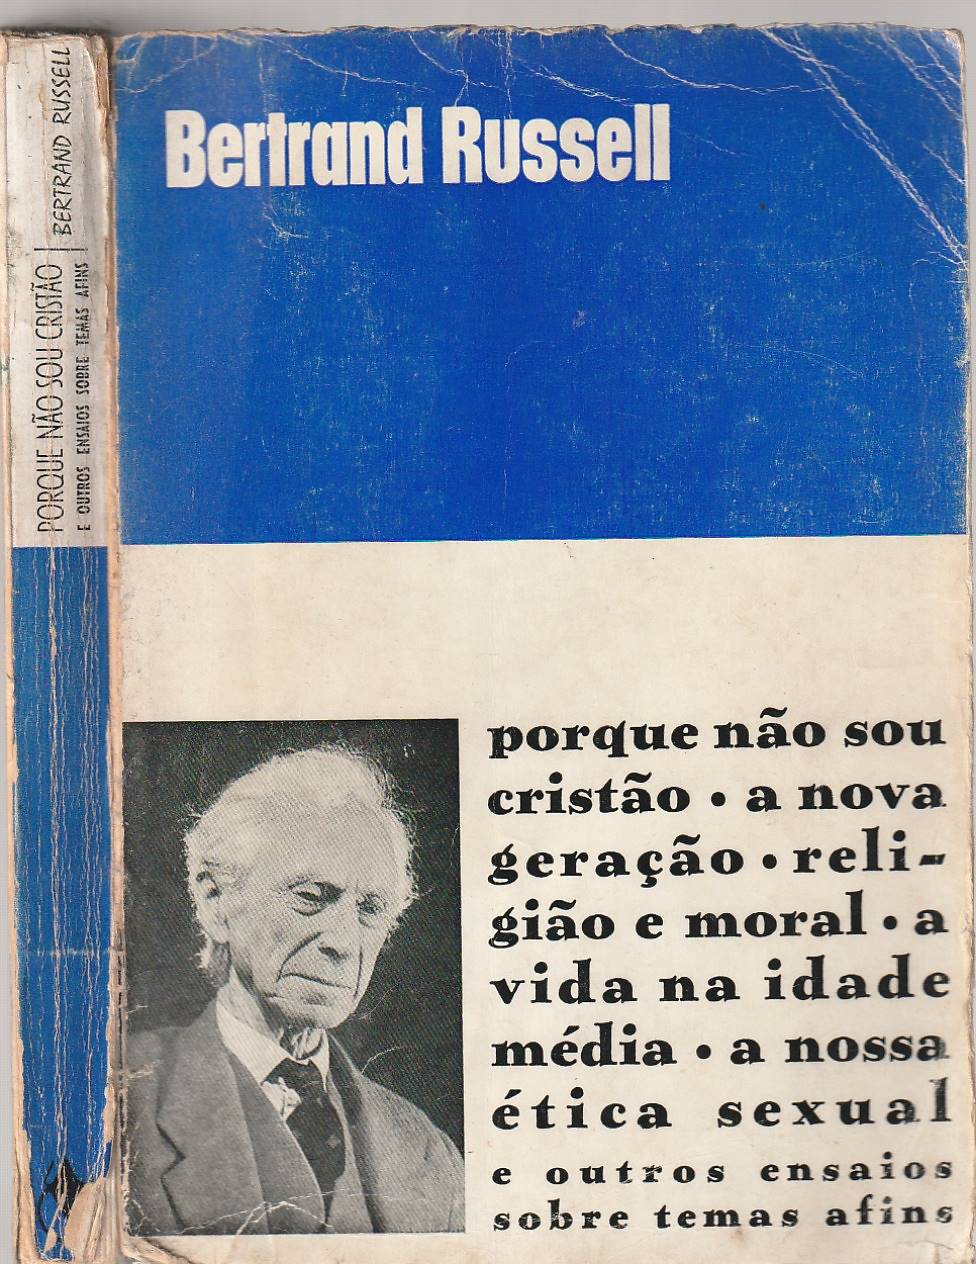 BERTRAND RUSSELL
PORQUE NÃO SOU CRISTÃO
E OUTROS ENSAIOS SOBRE TEMAS AFINS
Bertrand Russell
porque não sou
cristão • a nova
geração • reli-
gião e moral • a
vida na idade
média • a nossa
ética sexual
e outros ensaios
sobre temas afins